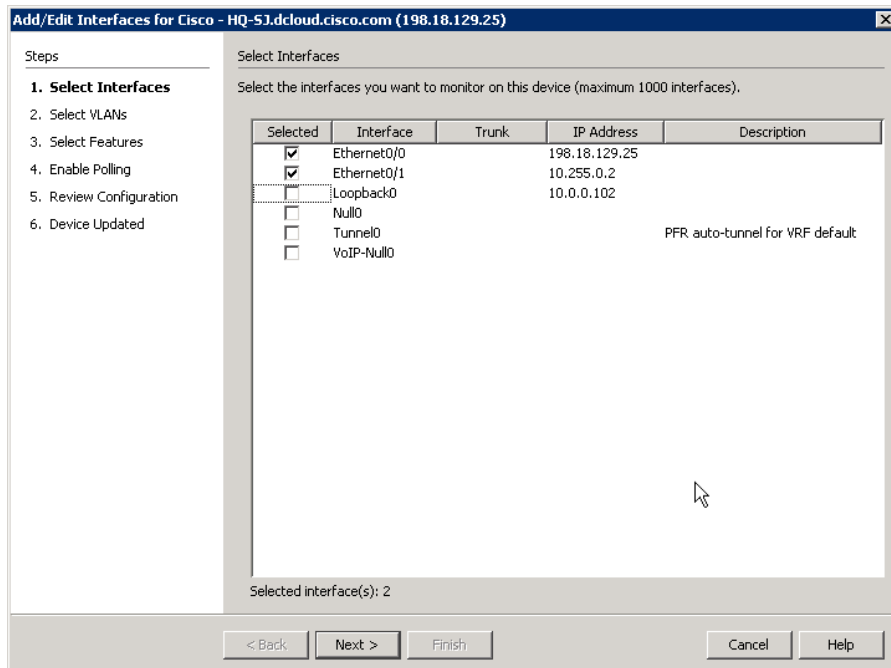 Add/Edit Interfaces for Cisco - HQ-SJ.dcloud.cisco.com (198.18.129.25)
Steps
1. Select Interfaces
2. Select VLANs
3. Select Features
4. Enable Polling
5. Review Configuration
6. Device Updated
Select Interfaces
Select the interfaces you want to monitor on this device (maximum 1000 interfaces).
Selected Interface Trunk IP Address Description
Ethernet0/0 198.18.129.25
Ethernet0/1 10.255.0.2
Loopback0 10.0.0.102
Null0
Tunnel0 PFR auto-tunnel for VRF default
VoIP-Null0
Selected interface(s): 2
< Back Next > Finish Cancel Help